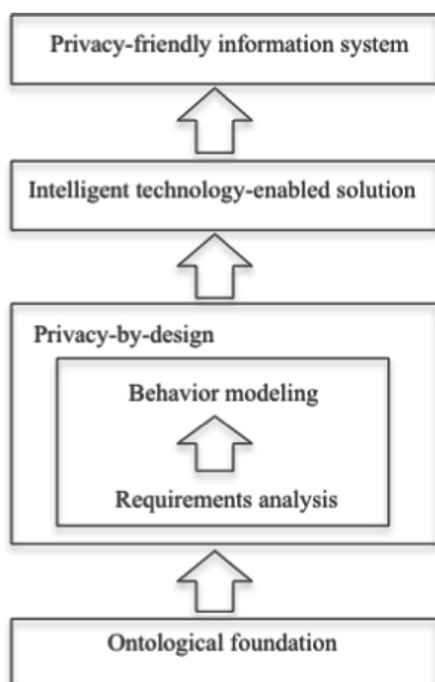 Privacy-friendly information system
Intelligent technology-enabled solution
Privacy-by-design
Behavior modeling
Requirements analysis
Ontological foundation